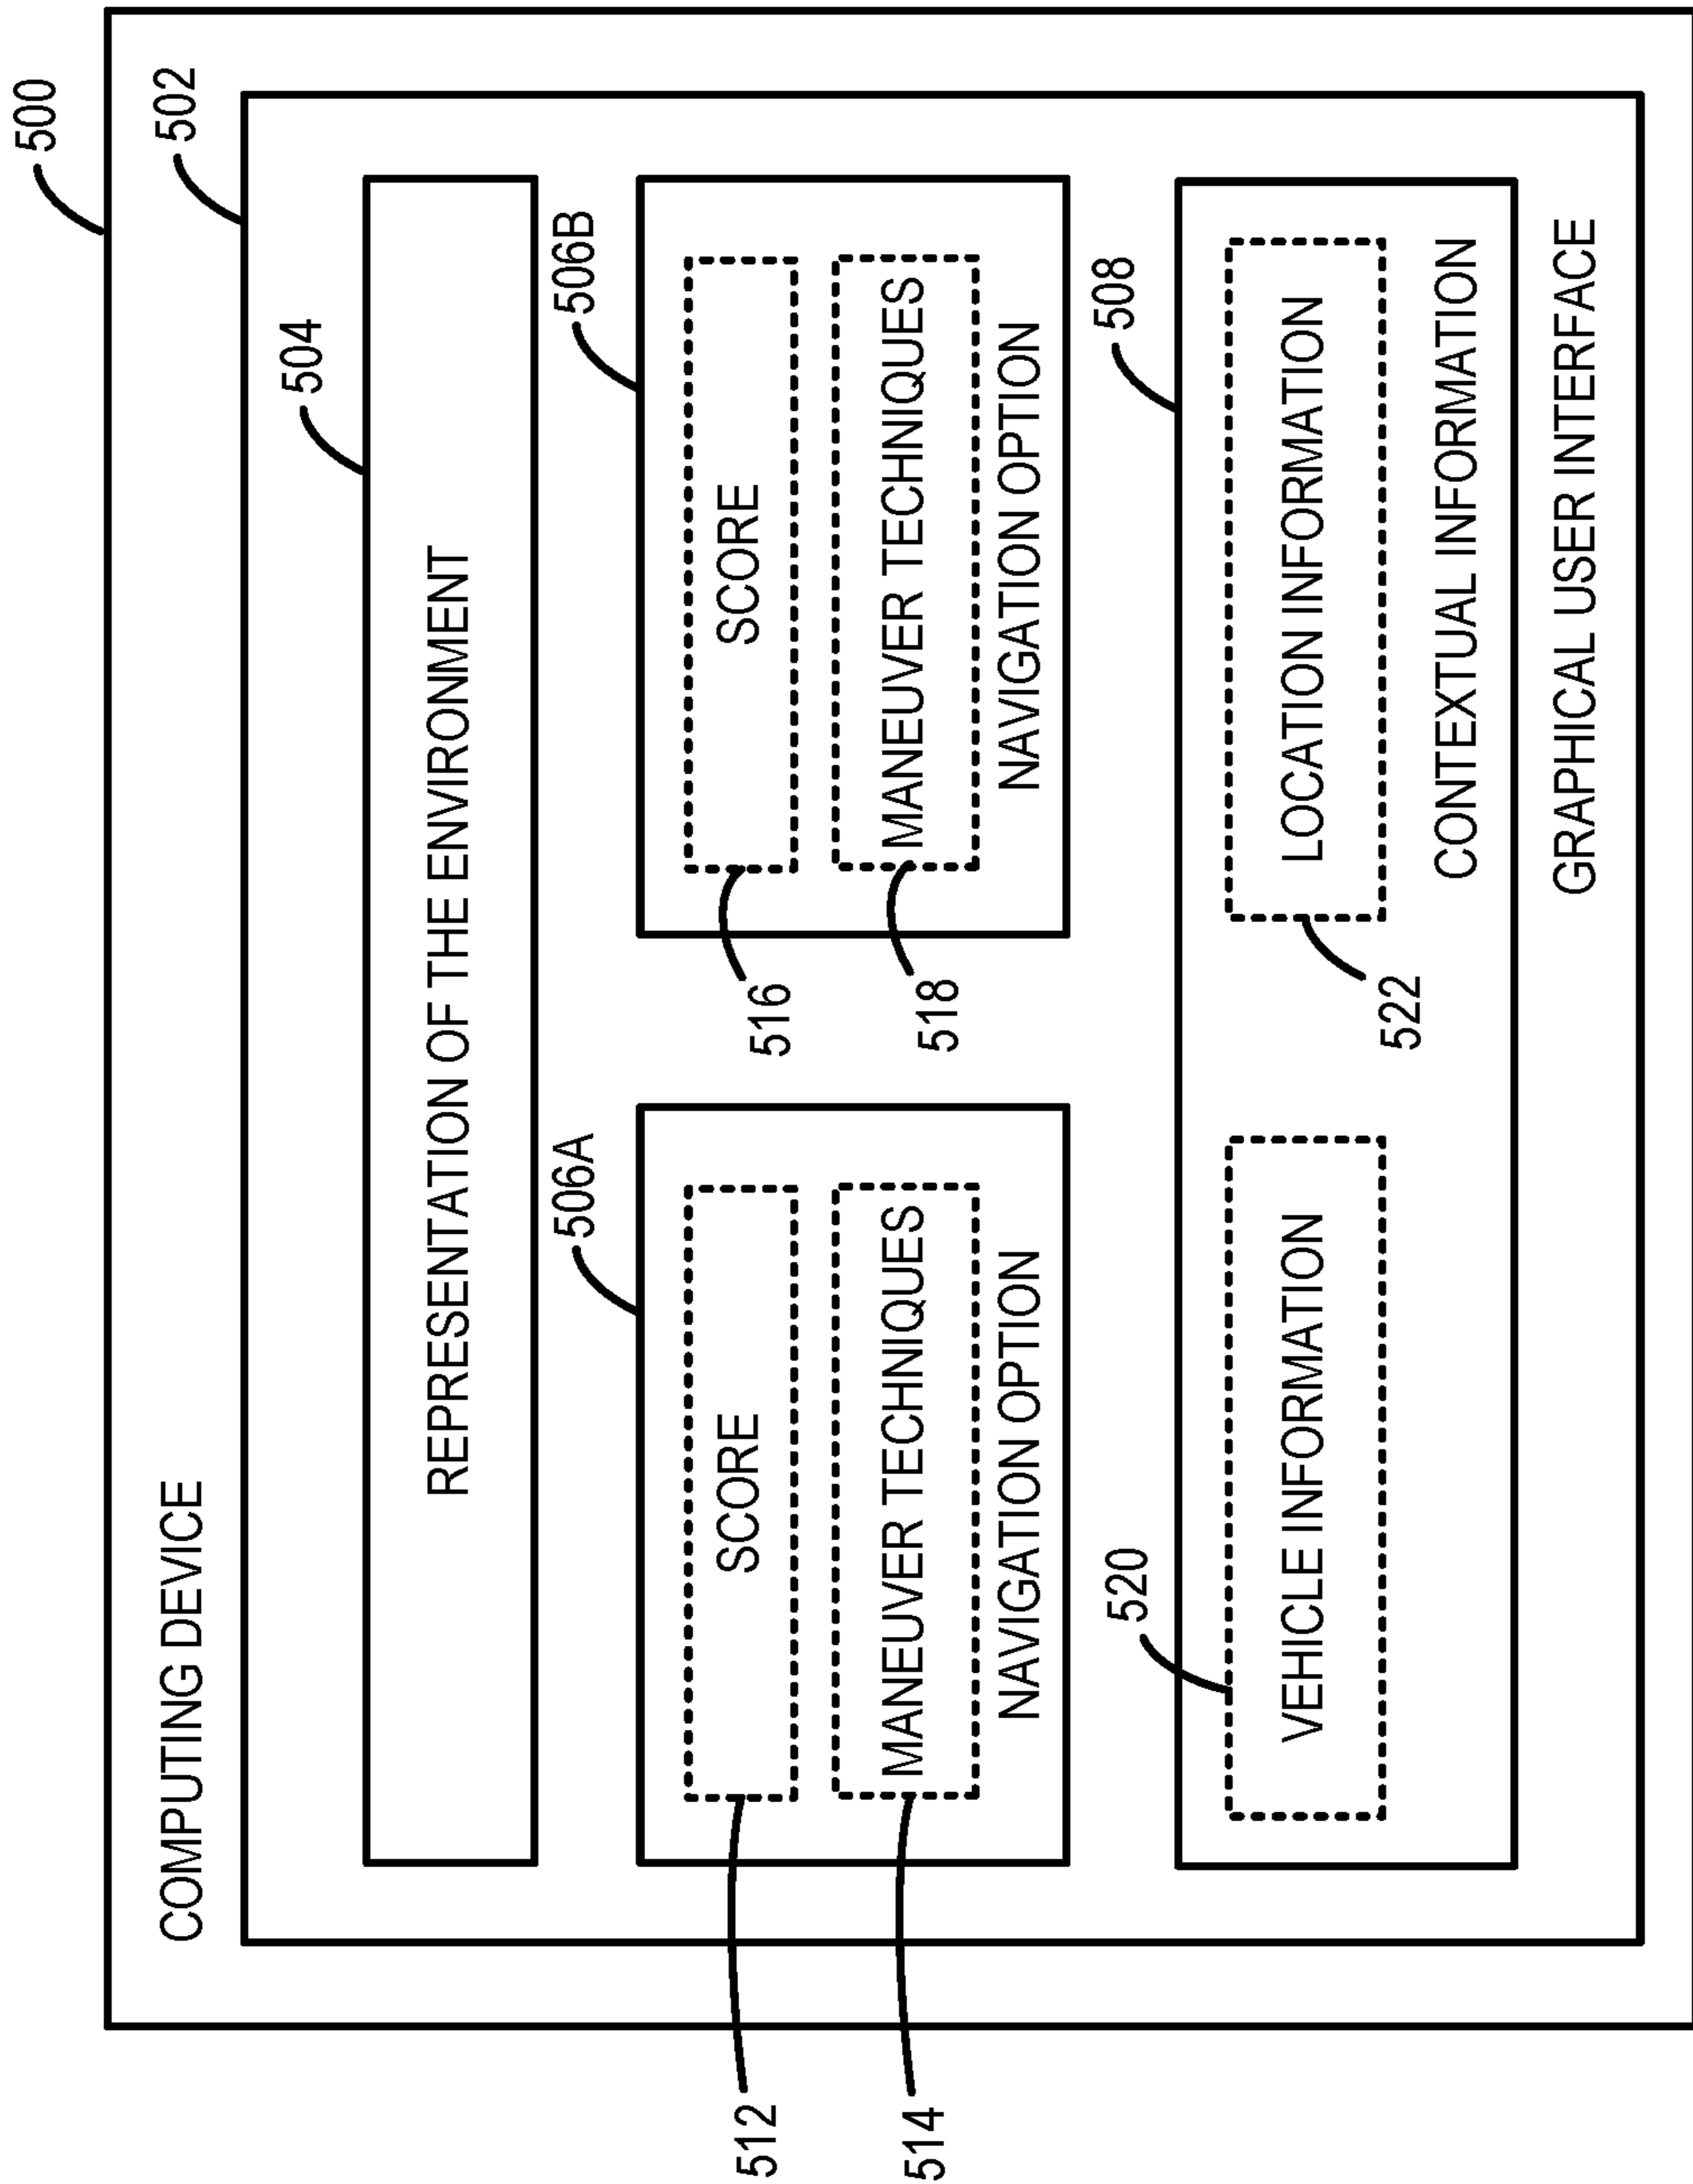 500
COMPUTING DEVICE
502
504
REPRESENTATION OF THE ENVIRONMENT
506A
506B
SCORE
SCORE
512
516
MANEUVER TECHNIQUES
MANEUVER TECHNIQUES
514
518
NAVIGATION OPTION
NAVIGATION OPTION
520
508
VEHICLE INFORMATION
LOCATION INFORMATION
522
CONTEXTUAL INFORMATION
GRAPHICAL USER INTERFACE